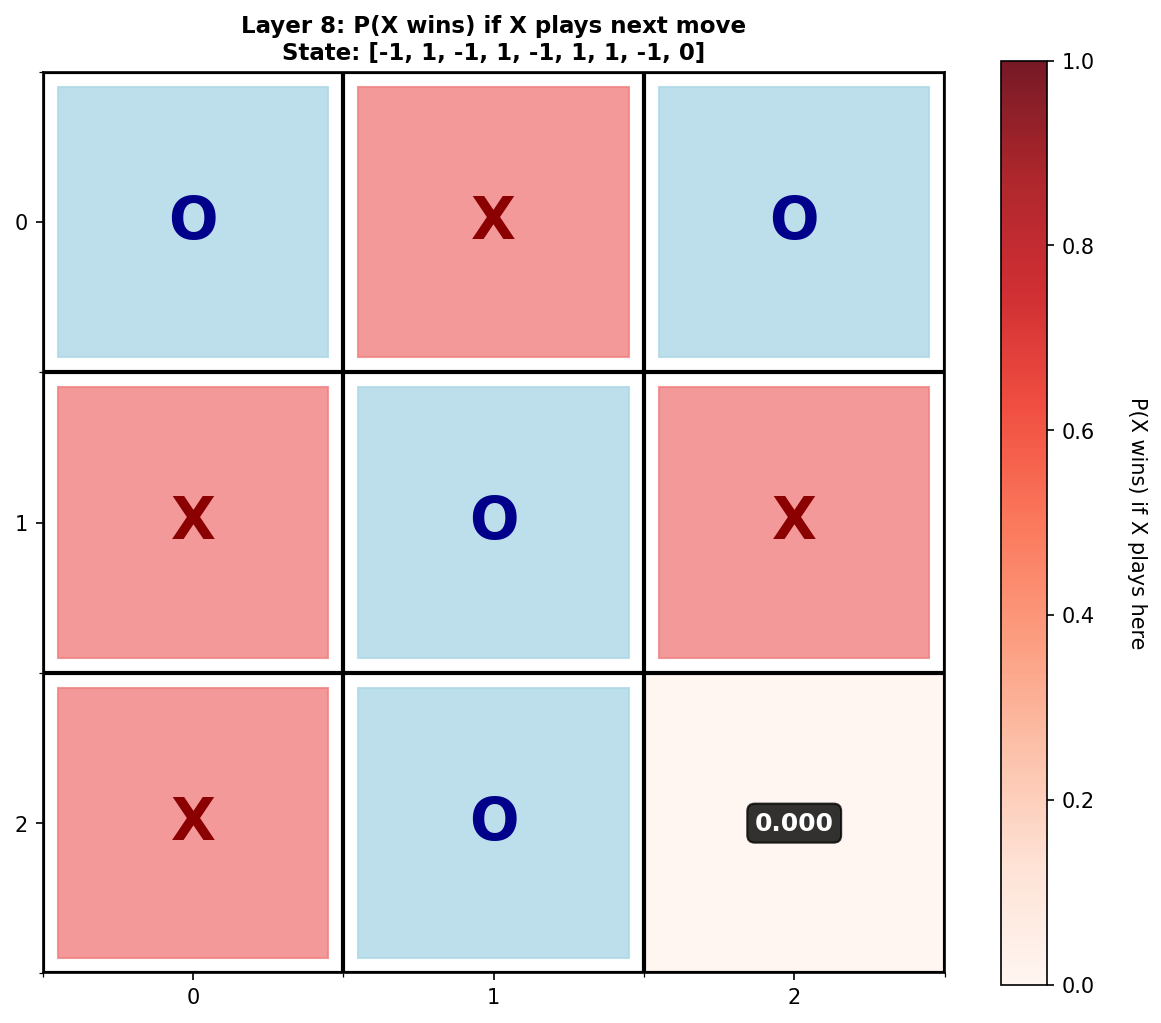 Layer 8: P(X wins) if X plays next move
State: [-1, 1, -1, 1, -1, 1, 1, -1, 0]
1.0
0 O X O
0.8
0.6
1 X O X
P(X wins) if X plays here
0.4
0.2
2 X O 0.000
0.0
0 1 2